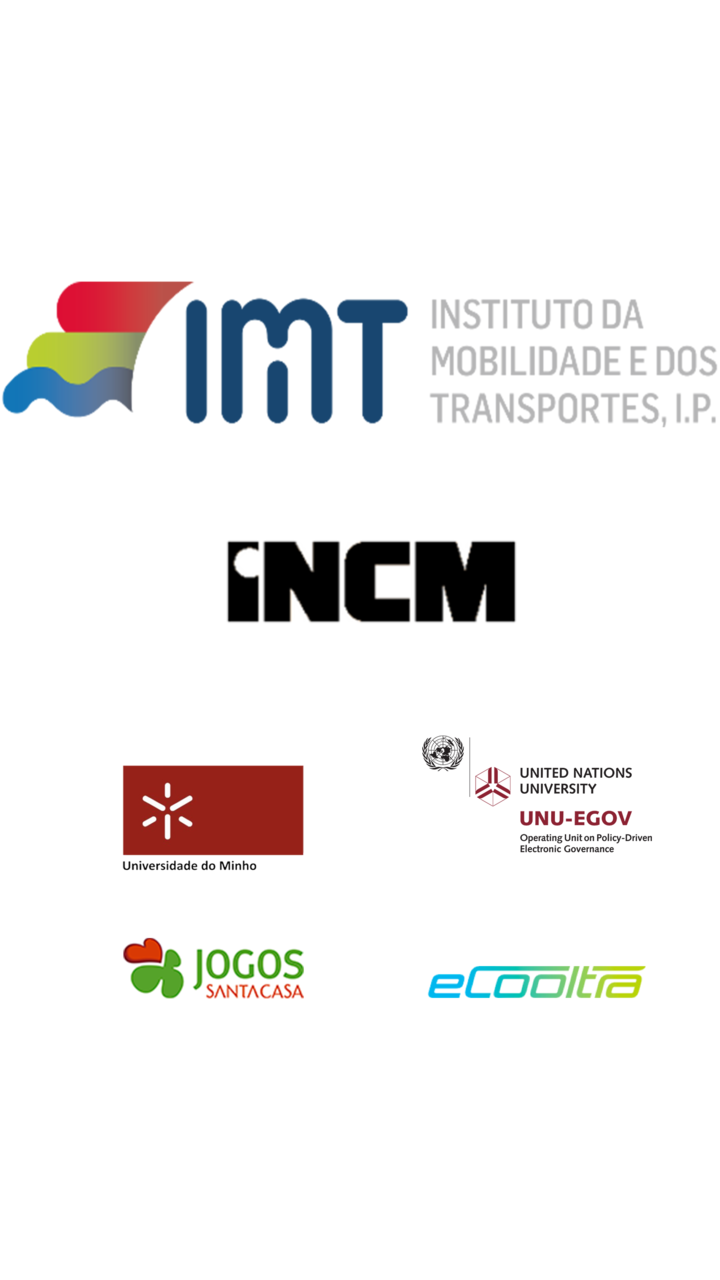 IMT
INSTITUTO DA
MOBILIDADE E DOS
TRANSPORTES, I.P.
INCM
Universidade do Minho
UNITED NATIONS
UNIVERSITY
UNU-EGOV
Operating Unit on Policy-Driven
Electronic Governance
JOGOS
SANTACASA
eCooltra